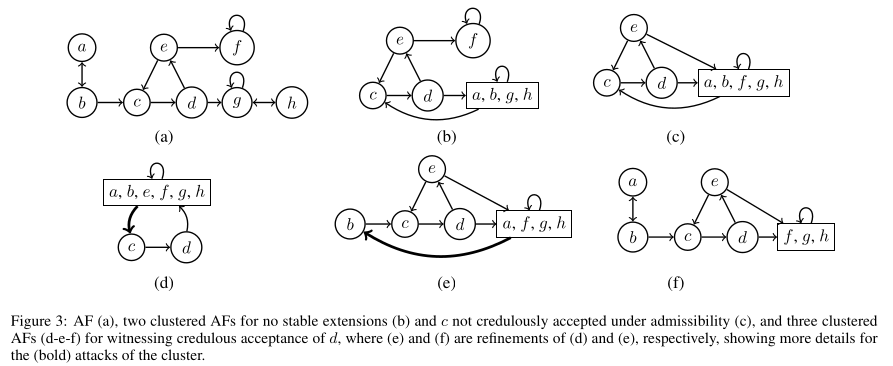 a
e
f
b
c
d
g
h
(a)
e
f
c
d
a, b, g, h
(b)
e
c
d
a, b, f, g, h
(c)
a, b, e, f, g, h
c
d
(d)
e
b
c
d
a, f, g, h
(e)
a
e
b
c
d
f, g, h
(f)
Figure 3: AF (a), two clustered AFs for no stable extensions (b) and c not credulously accepted under admissibility (c), and three clustered
AFs (d-e-f) for witnessing credulous acceptance of d, where (e) and (f) are refinements of (d) and (e), respectively, showing more details for
the (bold) attacks of the cluster.